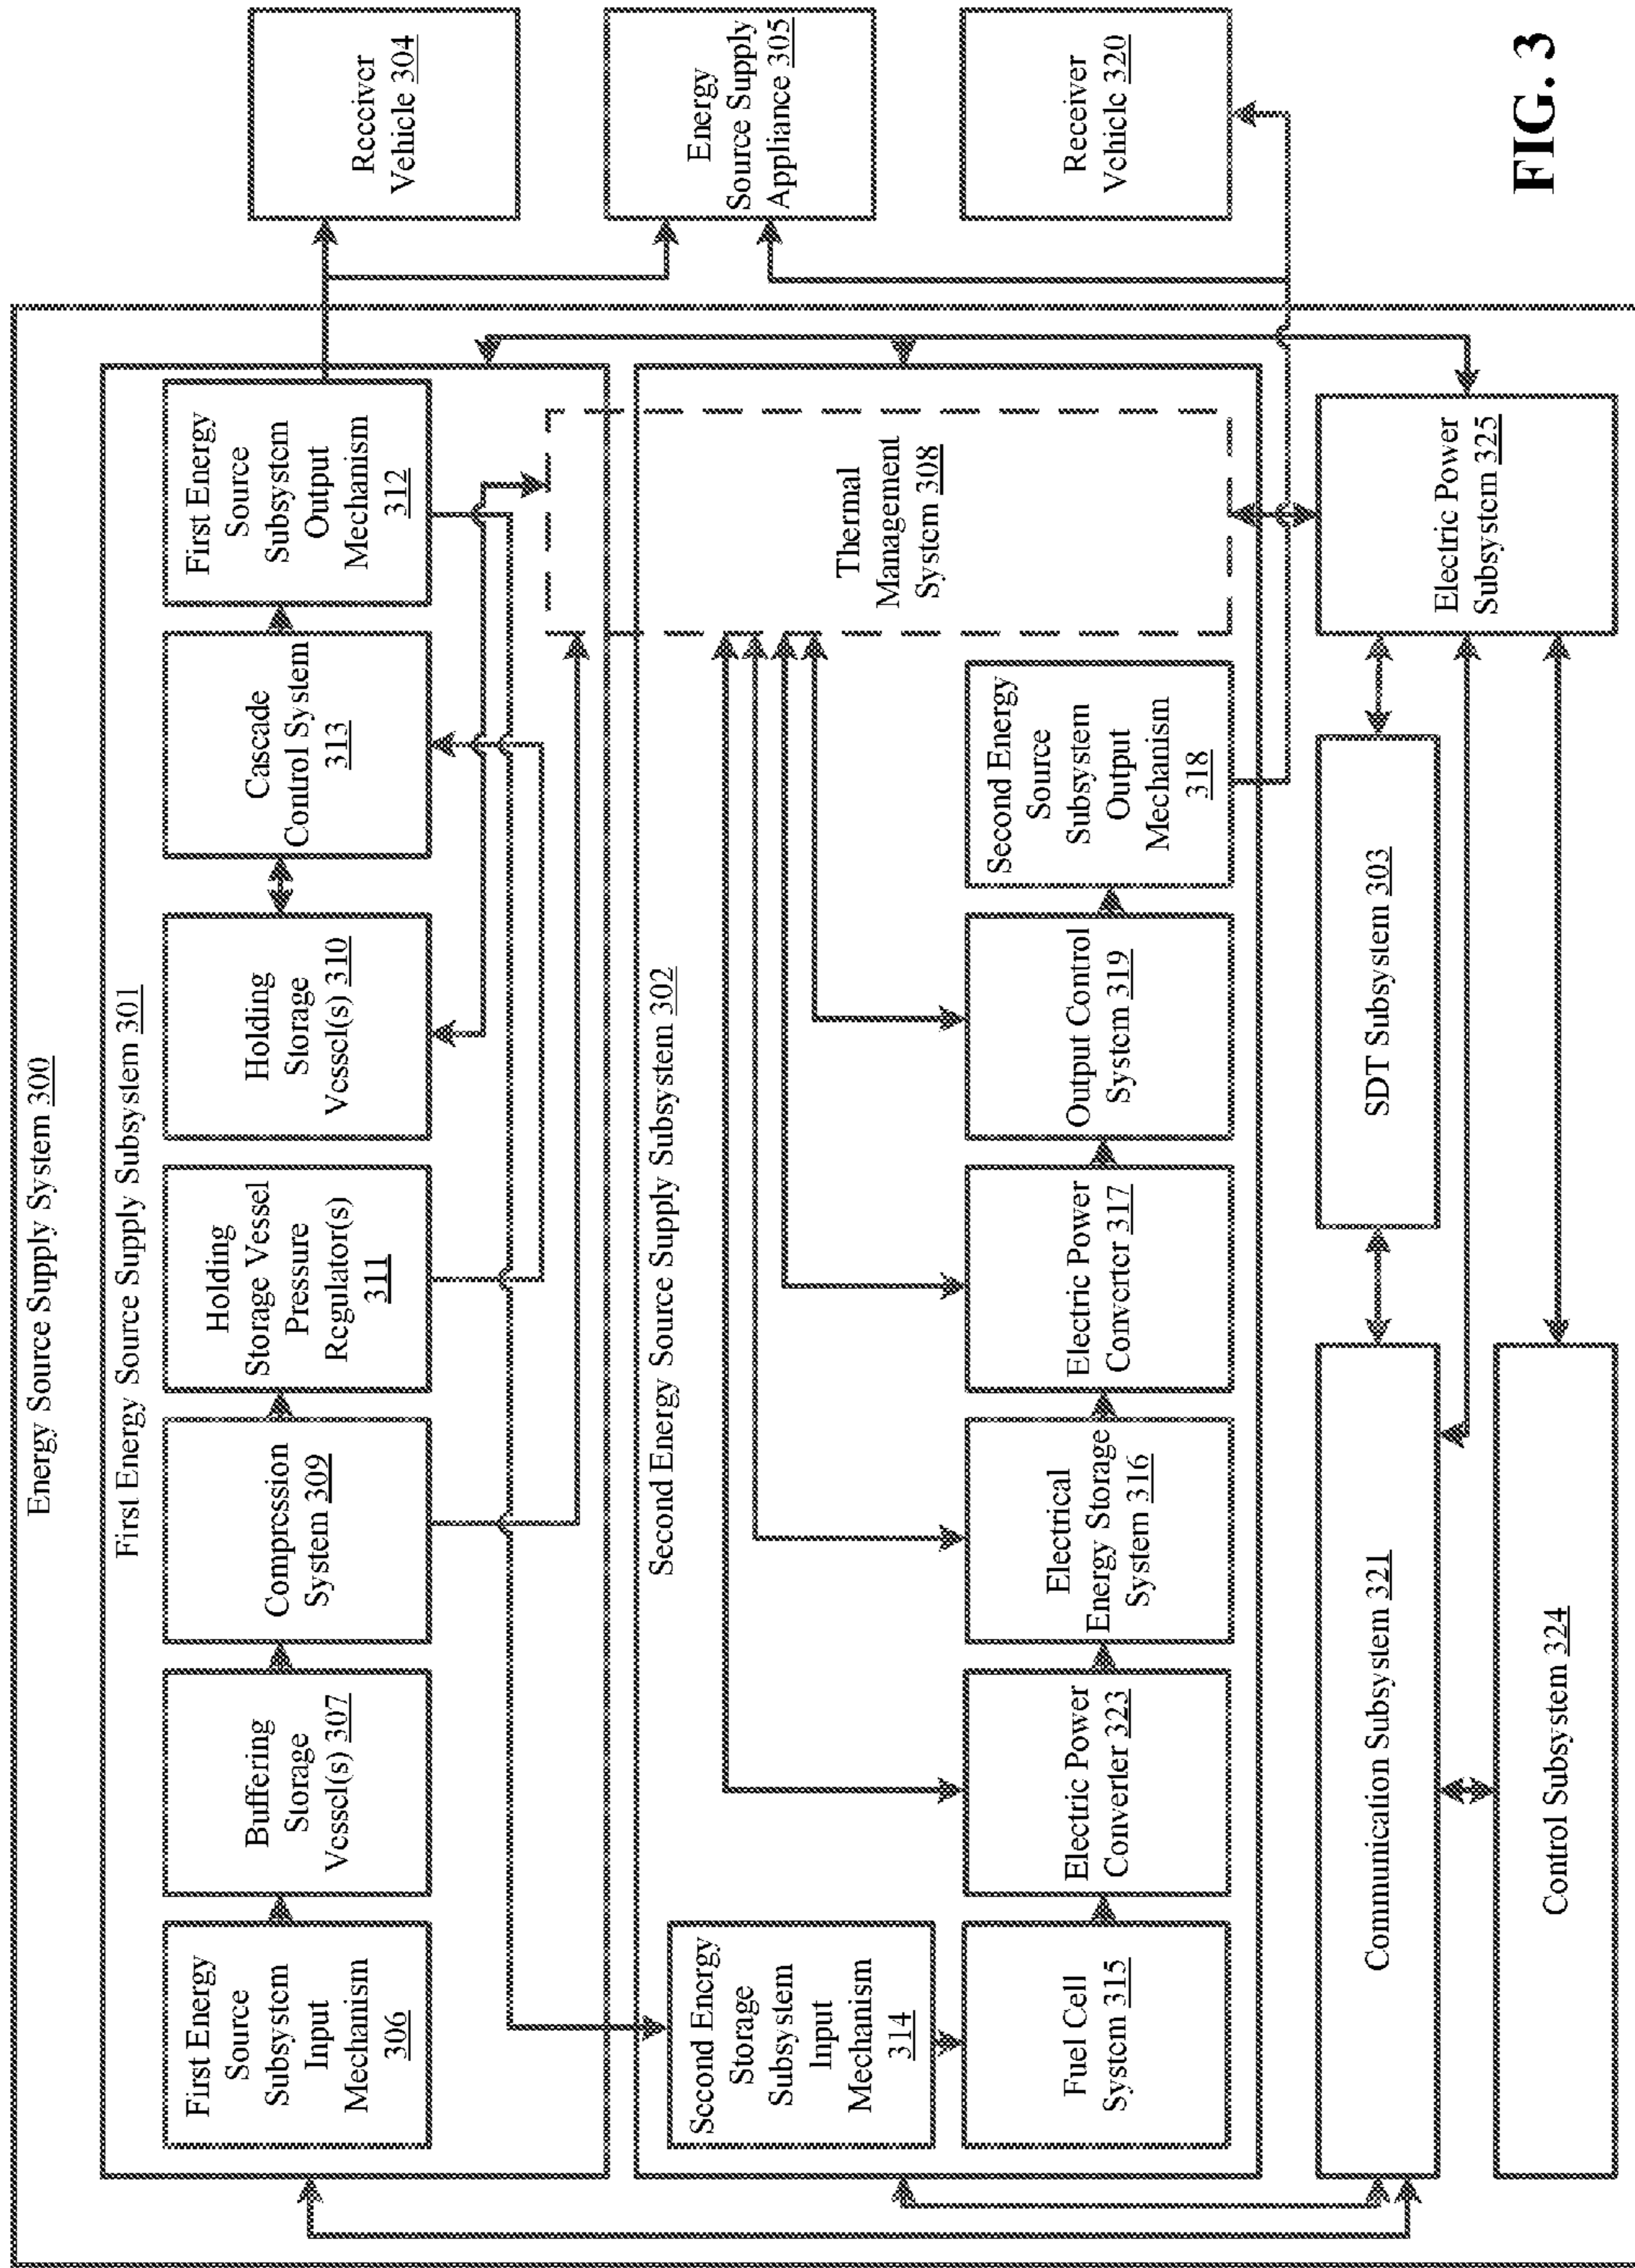 Energy Source Supply System 300
First Energy Source Supply Subsystem 301
First Energy
Source
Subsystem
Input
Mechanism
306
Buffering
Storage
Vessel(s) 307
Compression
System 309
Holding
Storage Vessel
Pressure
Regulator(s)
311
Holding
Storage
Vessel(s) 310
Cascade
Control System
313
First Energy
Source
Subsystem
Output
Mechanism
312
Receiver
Vehicle 304
Second Energy Source Supply Subsystem 302
Second Energy
Storage
Subsystem
Input
Mechanism
314
Thermal
Management
System 308
Energy
Source Supply
Appliance 305
Fuel Cell
System 315
Electric Power
Converter 323
Electrical
Energy Storage
System 316
Electric Power
Converter 317
Output Control
System 319
Second Energy
Source
Subsystem
Output
Mechanism
318
Receiver
Vehicle 320
Communication Subsystem 321
SDT Subsystem 303
Electric Power
Subsystem 325
Control Subsystem 324
FIG. 3